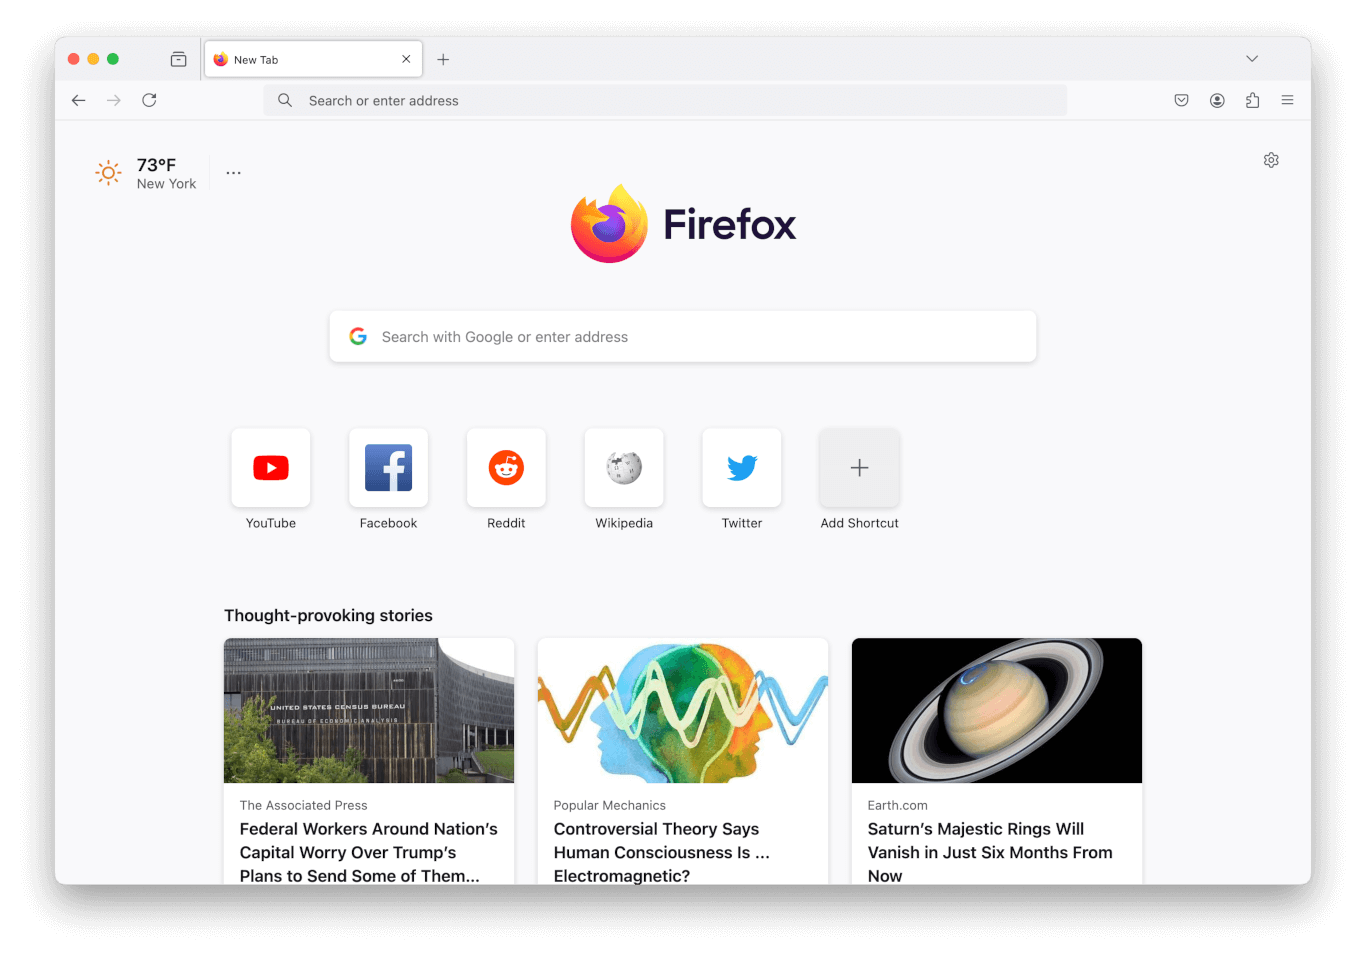 New Tab
Search or enter address
73°F
New York
Firefox
Search with Google or enter address
YouTube
Facebook
Reddit
Wikipedia
Twitter
Add Shortcut
Thought-provoking stories
UNITED STATES CENSUS BUREAU
BUREAU OF ECONOMIC ANALYSIS
The Associated Press
Federal Workers Around Nation’s
Capital Worry Over Trump’s
Plans to Send Some of Them...
Popular Mechanics
Controversial Theory Says
Human Consciousness Is ...
Electromagnetic?
Earth.com
Saturn’s Majestic Rings Will
Vanish in Just Six Months From
Now